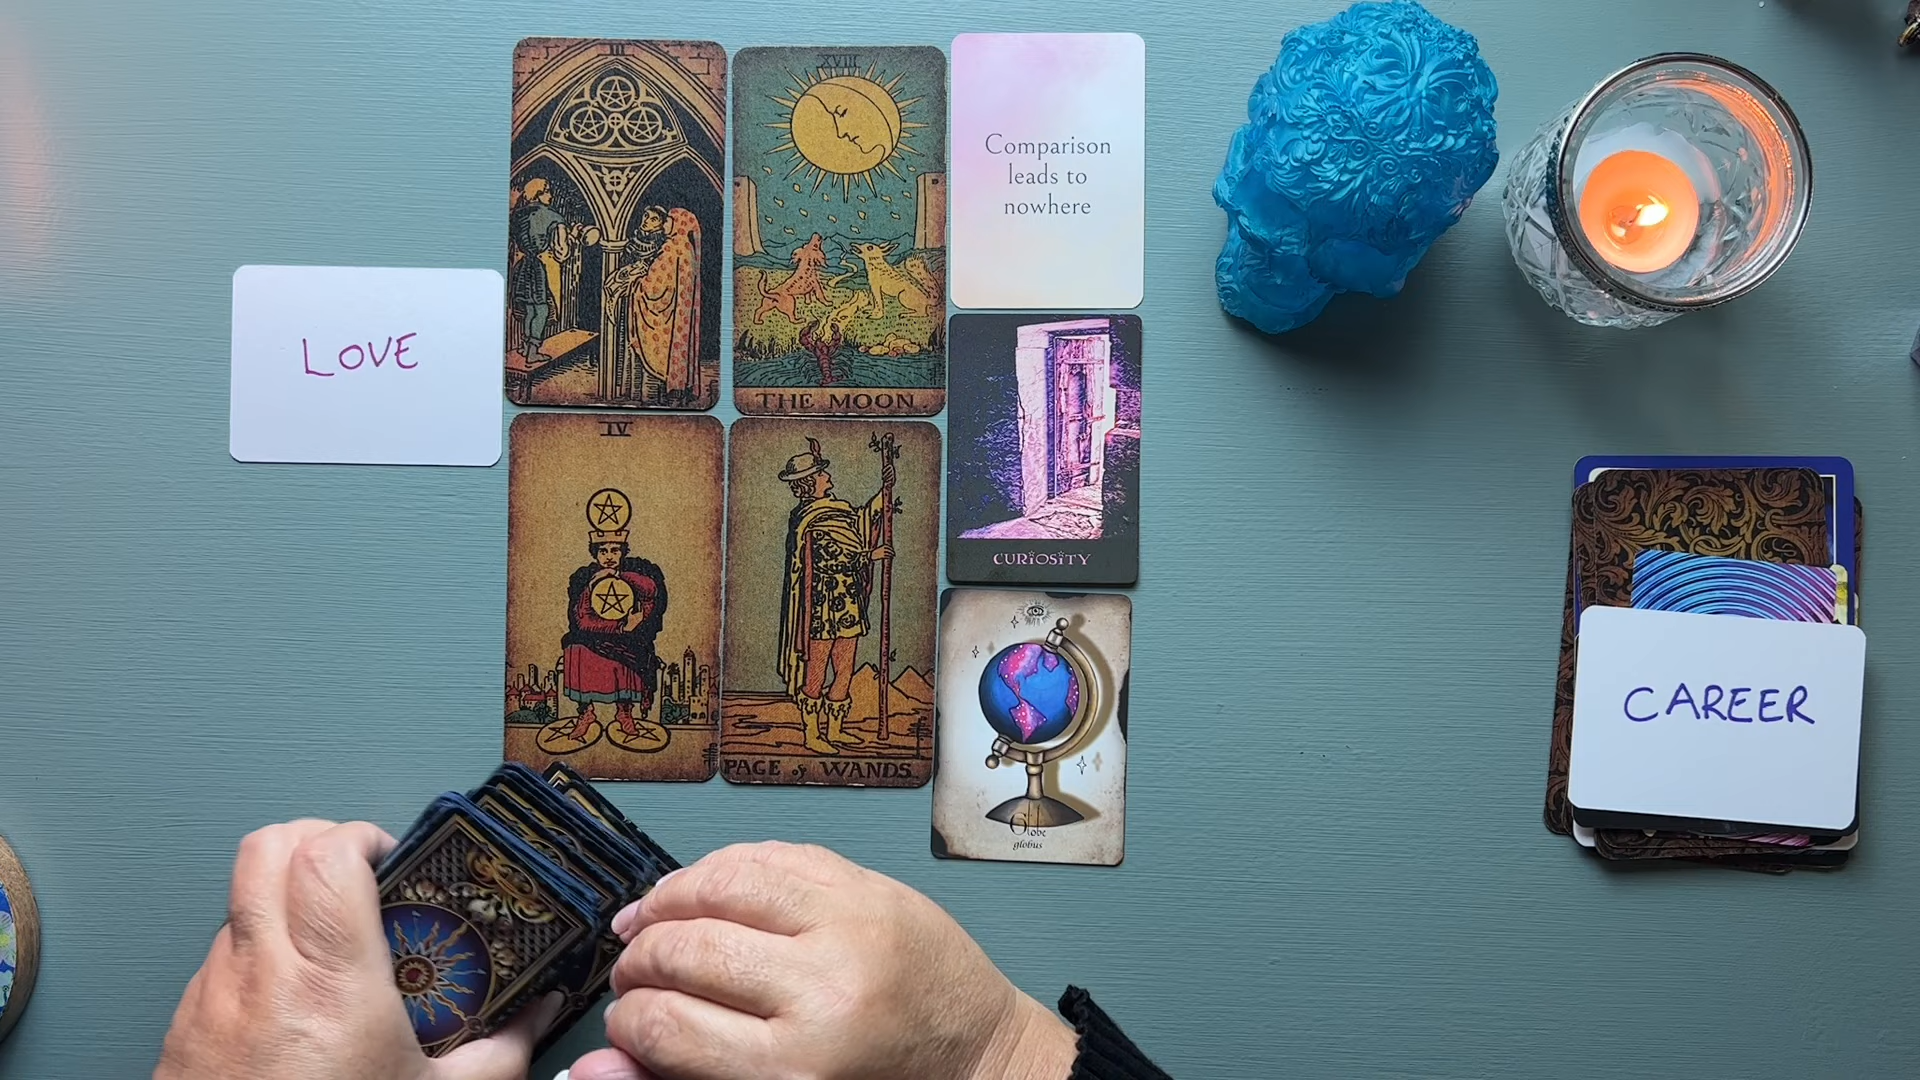 LOVE
III
XVIII
THE MOON
IV
PAGE of WANDS
Comparison
leads to
nowhere
CURIOSITY
Globe
globus
CAREER